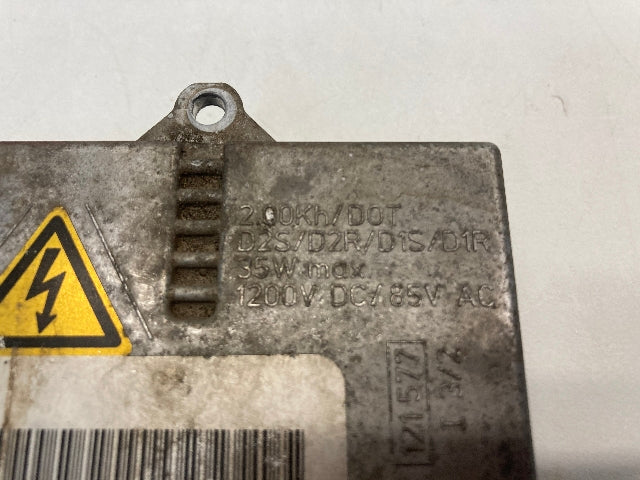 2.00Kh/DOT
D2S/D2R/D1S/D1R
35W max.
1200V DC/85V AC
121577
I 3/2